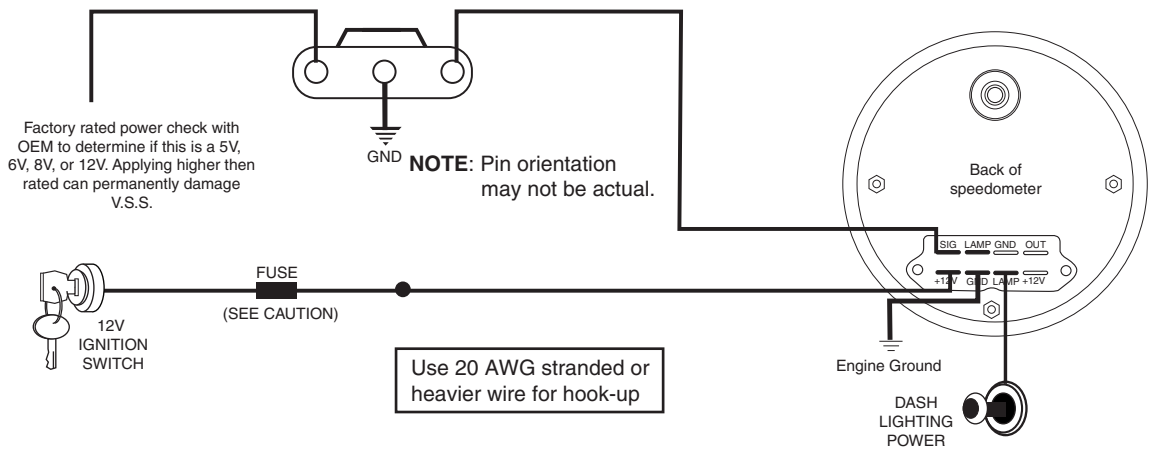 Factory rated power check with
OEM to determine if this is a 5V,
6V, 8V, or 12V. Applying higher then
rated can permanently damage
V.S.S.
GND
NOTE: Pin orientation
may not be actual.
Back of
speedometer
SIG LAMP GND OUT
+12V GND LAMP +12V
FUSE
(SEE CAUTION)
12V
IGNITION
SWITCH
Use 20 AWG stranded or
heavier wire for hook-up
Engine Ground
DASH
LIGHTING
POWER